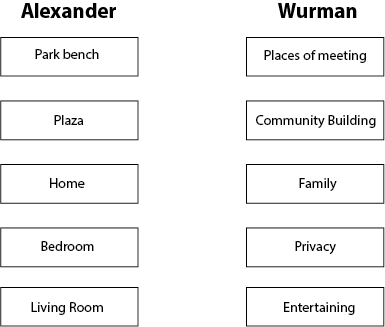 Alexander Wurman
Park bench Places of meeting
Plaza Community Building
Home Family
Bedroom Privacy
Living Room Entertaining